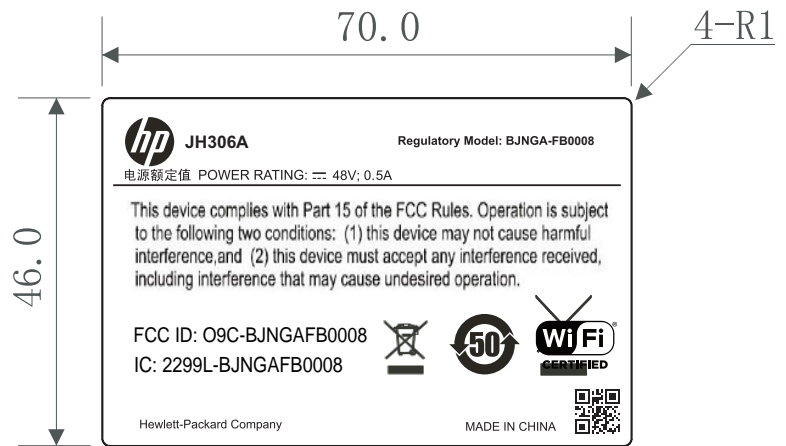 70.0
4-R1
46.0
hp JH306A
Regulatory Model: BJNGA-FB0008
电源额定值 POWER RATING: ⎓ 48V; 0.5A
This device complies with Part 15 of the FCC Rules. Operation is subject
to the following two conditions: (1) this device may not cause harmful
interference,and (2) this device must accept any interference received,
including interference that may cause undesired operation.
FCC ID: O9C-BJNGAFB0008
IC: 2299L-BJNGAFB0008
50
Wi Fi®
CERTIFIED
Hewlett-Packard Company
MADE IN CHINA